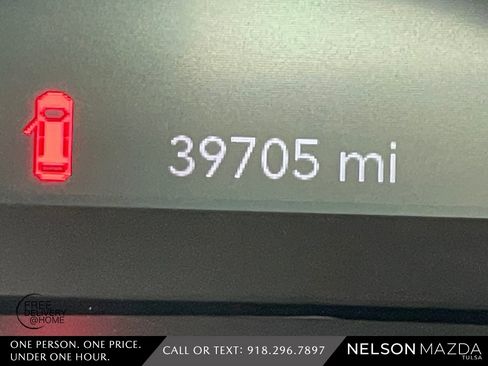 39705 mi
FREE
DELIVERY
@HOME
ONE PERSON. ONE PRICE.
UNDER ONE HOUR.
CALL OR TEXT: 918.296.7897
NELSON MAZDA
TULSA